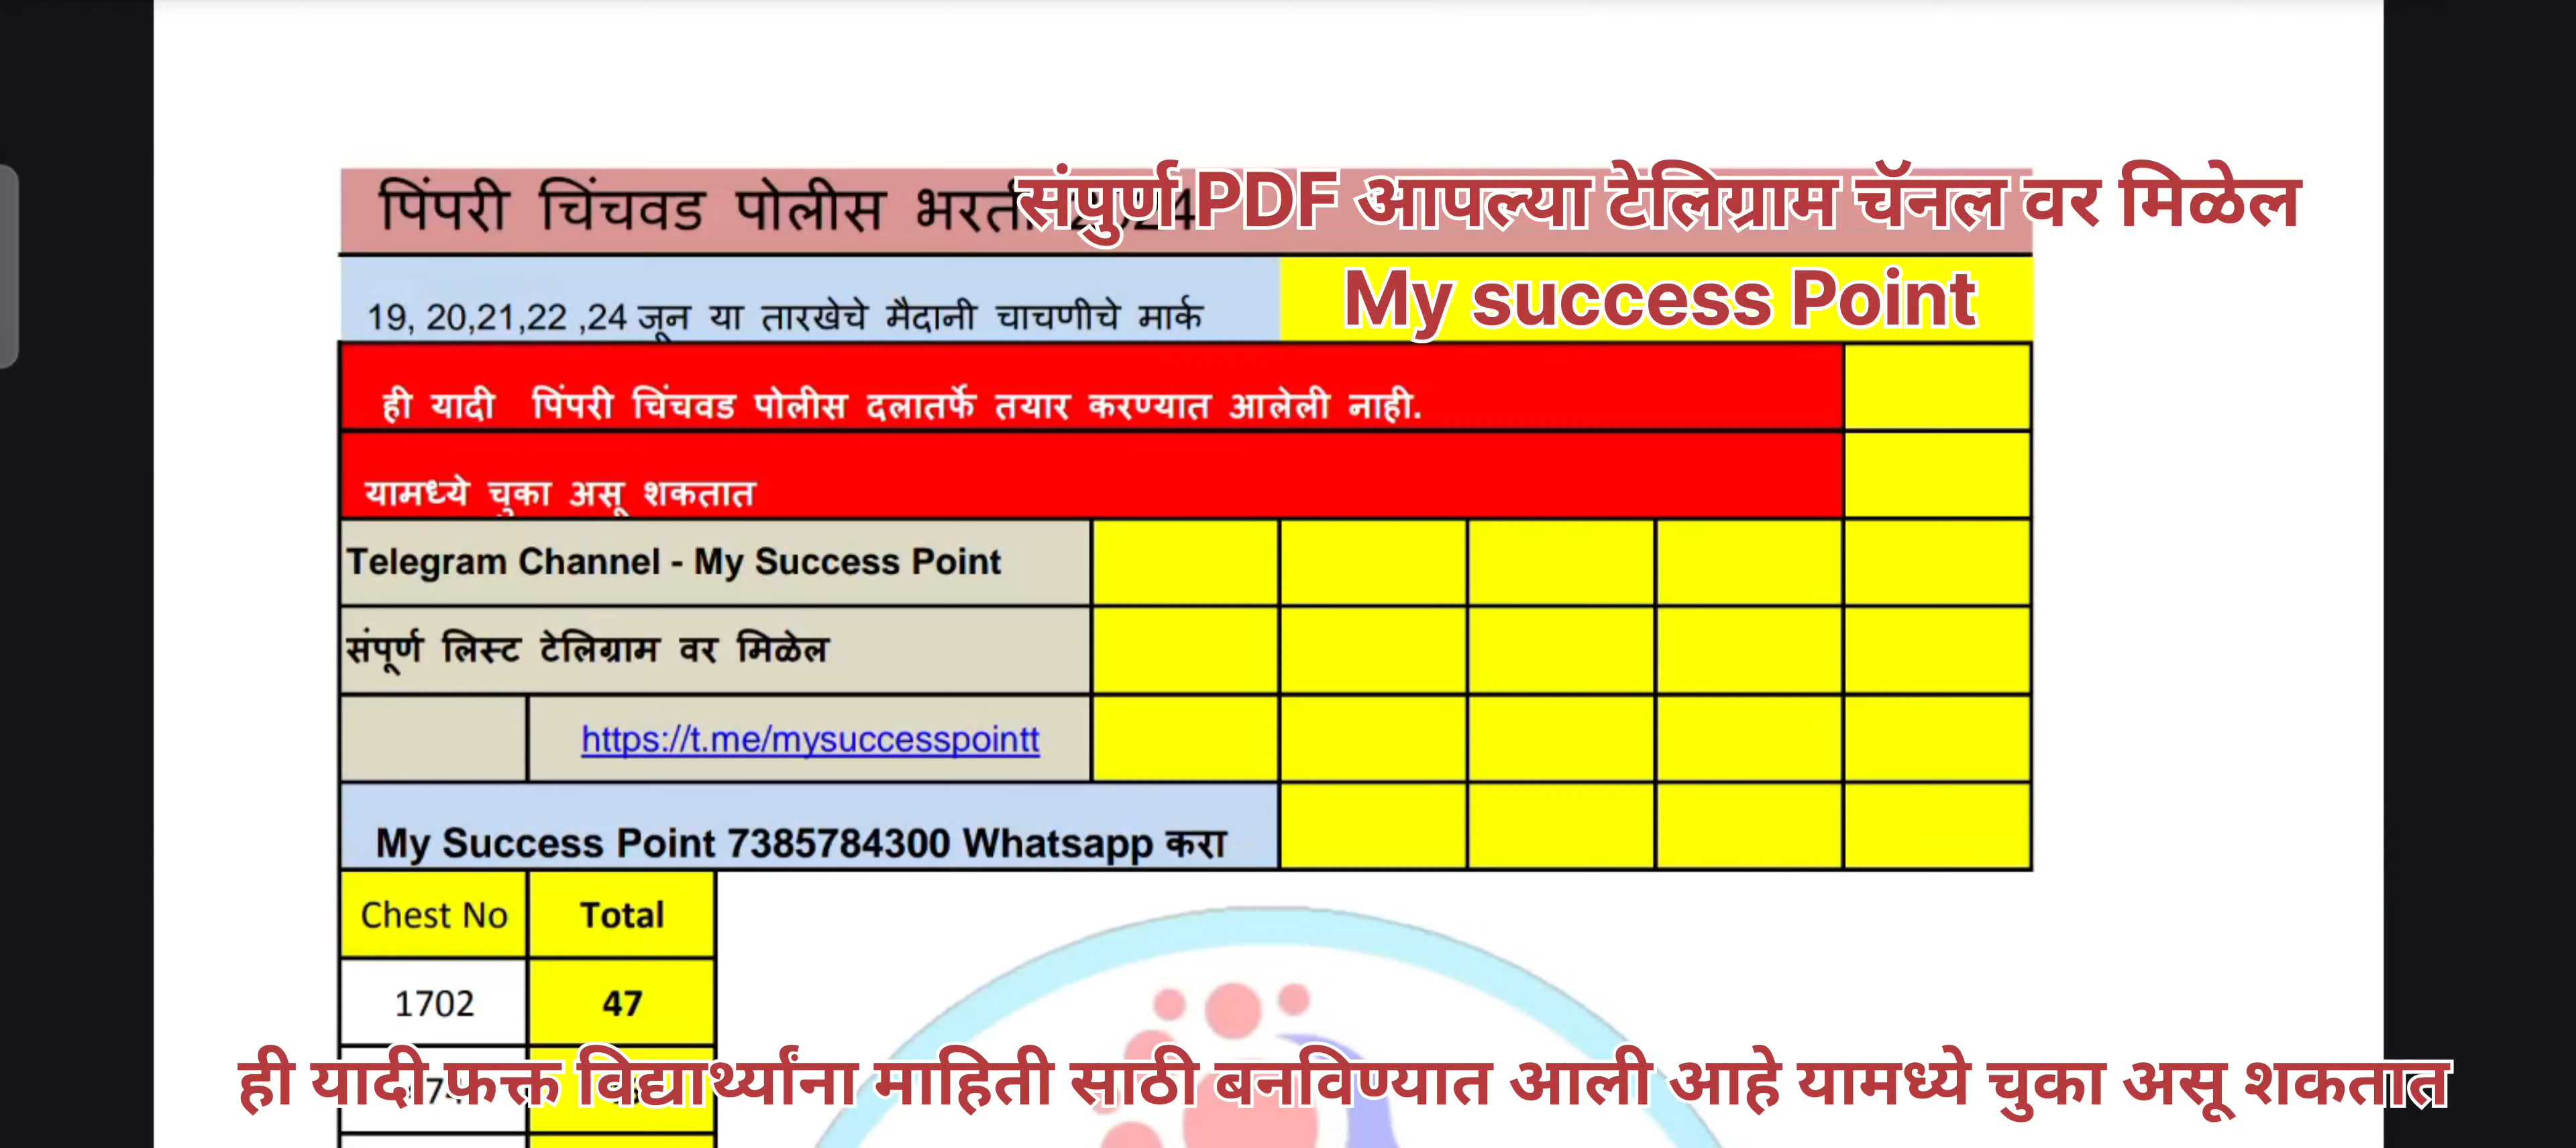 पिंपरी चिंचवड पोलीस भरती
संपुर्ण PDF आपल्या टेलिग्राम चॅनल वर मिळेल
My success Point
19, 20,21,22 ,24 जून या तारखेचे मैदानी चाचणीचे मार्क
ही यादी पिंपरी चिंचवड पोलीस दलातर्फे तयार करण्यात आलेली नाही.
यामध्ये चुका असू शकतात
Telegram Channel - My Success Point
संपूर्ण लिस्ट टेलिग्राम वर मिळेल
https://t.me/mysuccesspointt
My Success Point 7385784300 Whatsapp करा
Chest No Total
1702 47
ही यादी फक्त विद्यार्थ्यांना माहिती साठी बनविण्यात आली आहे यामध्ये चुका असू शकतात